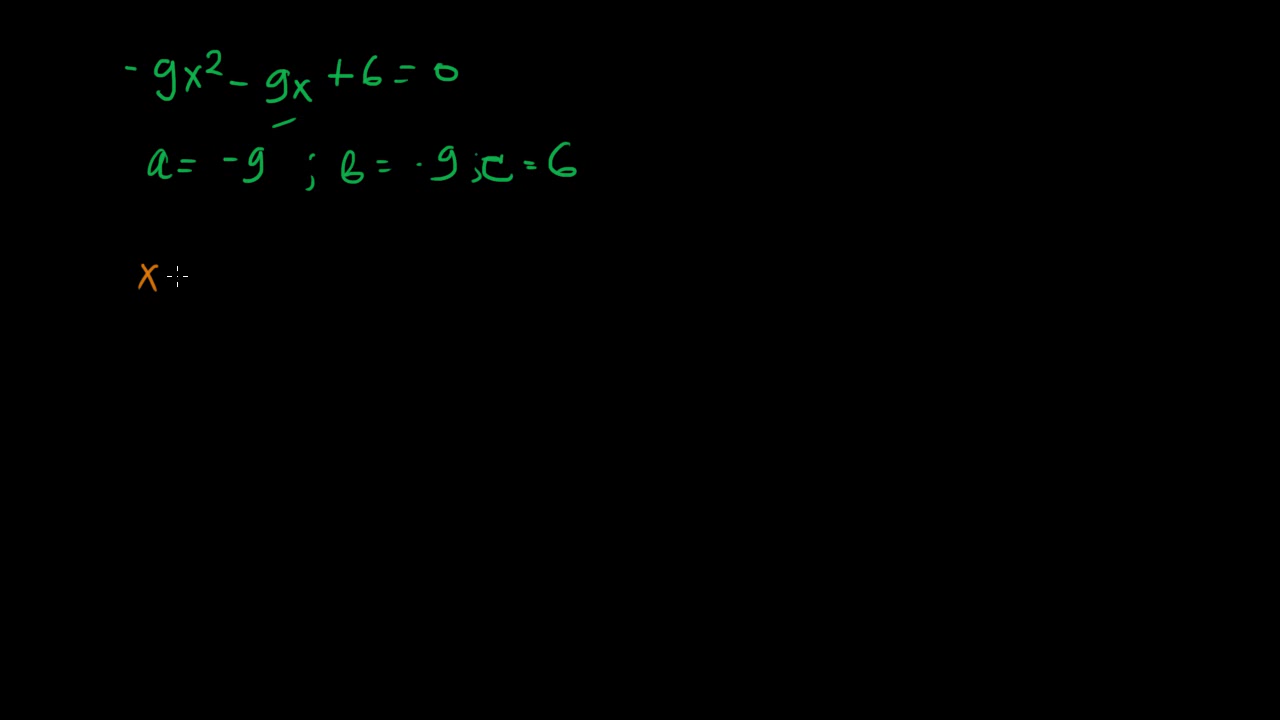 - 9x² - 9x + 6 = 0
a = -9 ; b = -9 ; c = 6
x